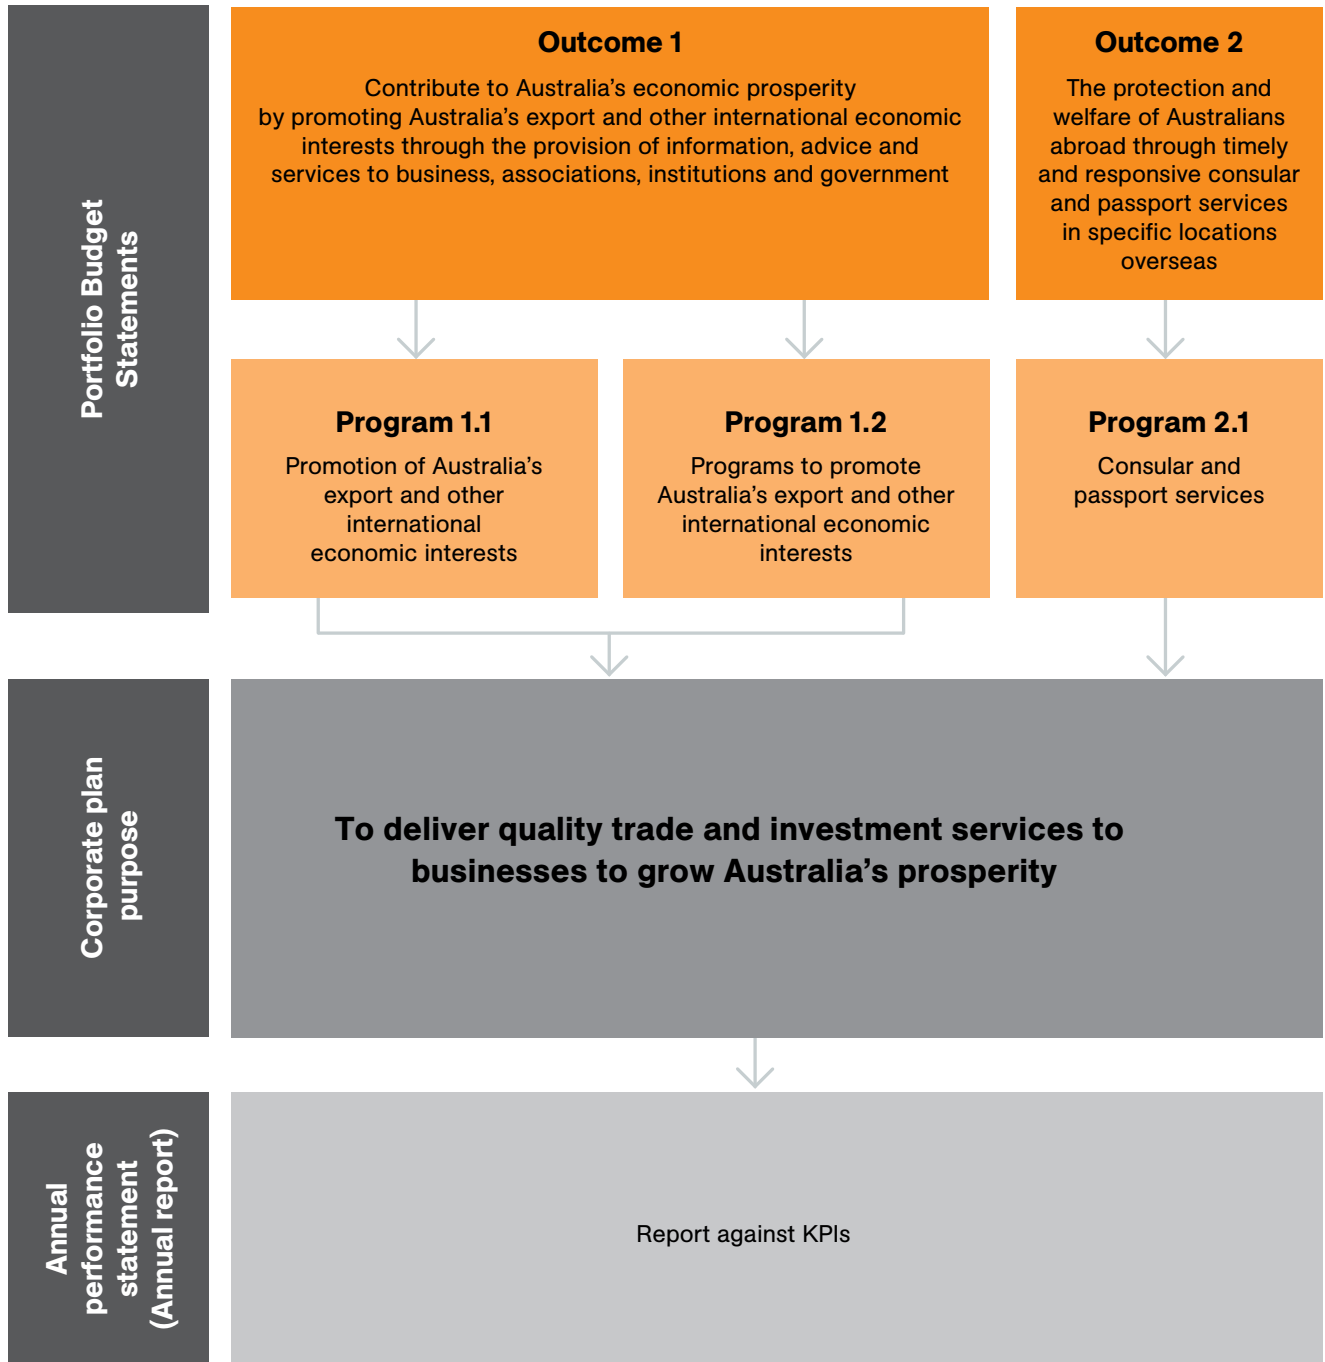 Portfolio Budget
Statements
Outcome 1
Contribute to Australia’s economic prosperity
by promoting Australia’s export and other international economic
interests through the provision of information, advice and
services to business, associations, institutions and government
Outcome 2
The protection and
welfare of Australians
abroad through timely
and responsive consular
and passport services
in specific locations
overseas
Program 1.1
Promotion of Australia’s
export and other
international
economic interests
Program 1.2
Programs to promote
Australia’s export and other
international economic
interests
Program 2.1
Consular and
passport services
Corporate plan
purpose
To deliver quality trade and investment services to
businesses to grow Australia’s prosperity
Annual
performance
statement
(Annual report)
Report against KPIs